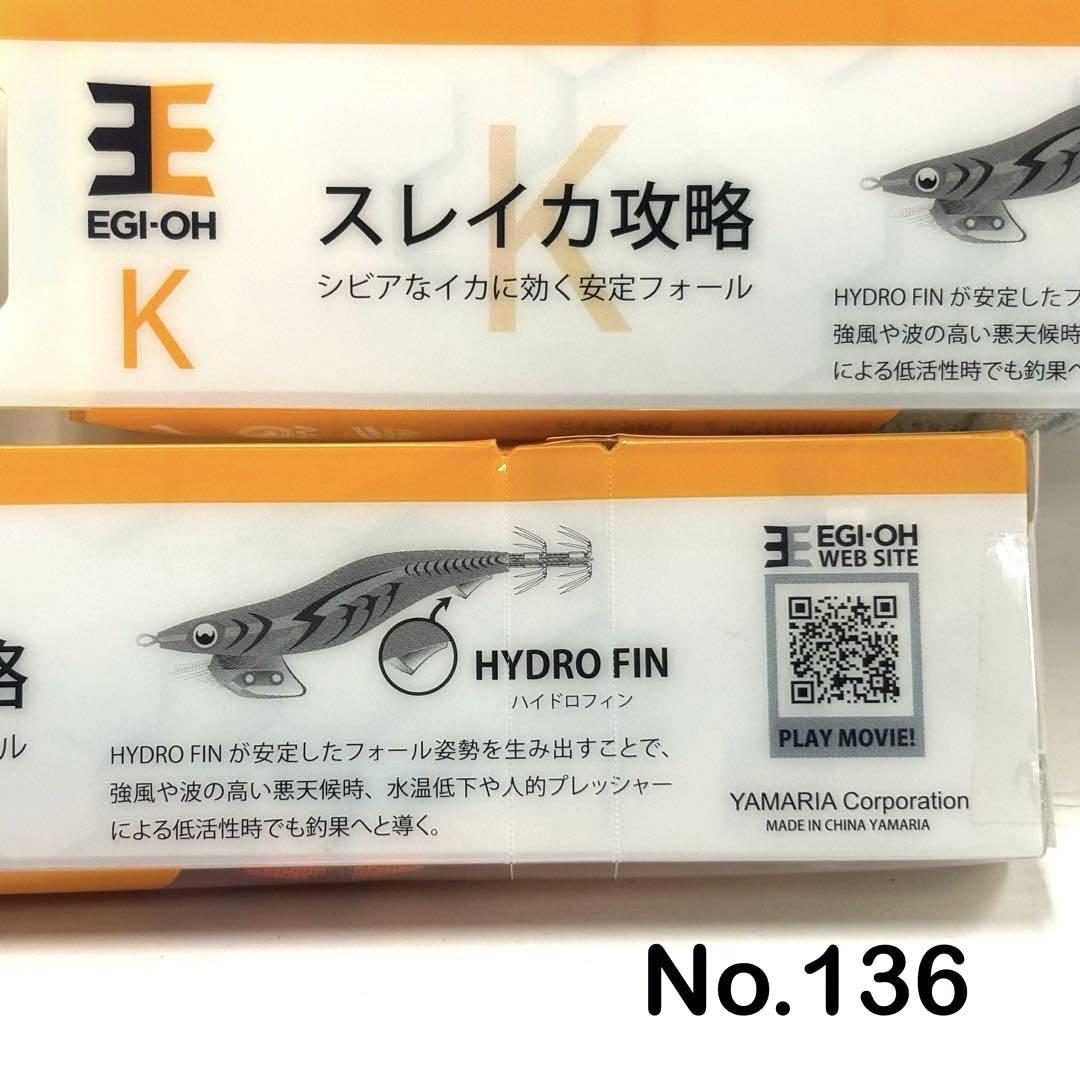 EGI-OH
K
K
スレイカ攻略
シビアなイカに効く安定フォール
HYDRO FIN が安定したフ
強風や波の高い悪天候時
による低活性時でも釣果へ
略
ル
HYDRO FIN
ハイドロフィン
HYDRO FIN が安定したフォール姿勢を生み出すことで、
強風や波の高い悪天候時、水温低下や人的プレッシャー
による低活性時でも釣果へと導く。
EGI-OH
WEB SITE
PLAY MOVIE!
YAMARIA Corporation
MADE IN CHINA YAMARIA
No.136